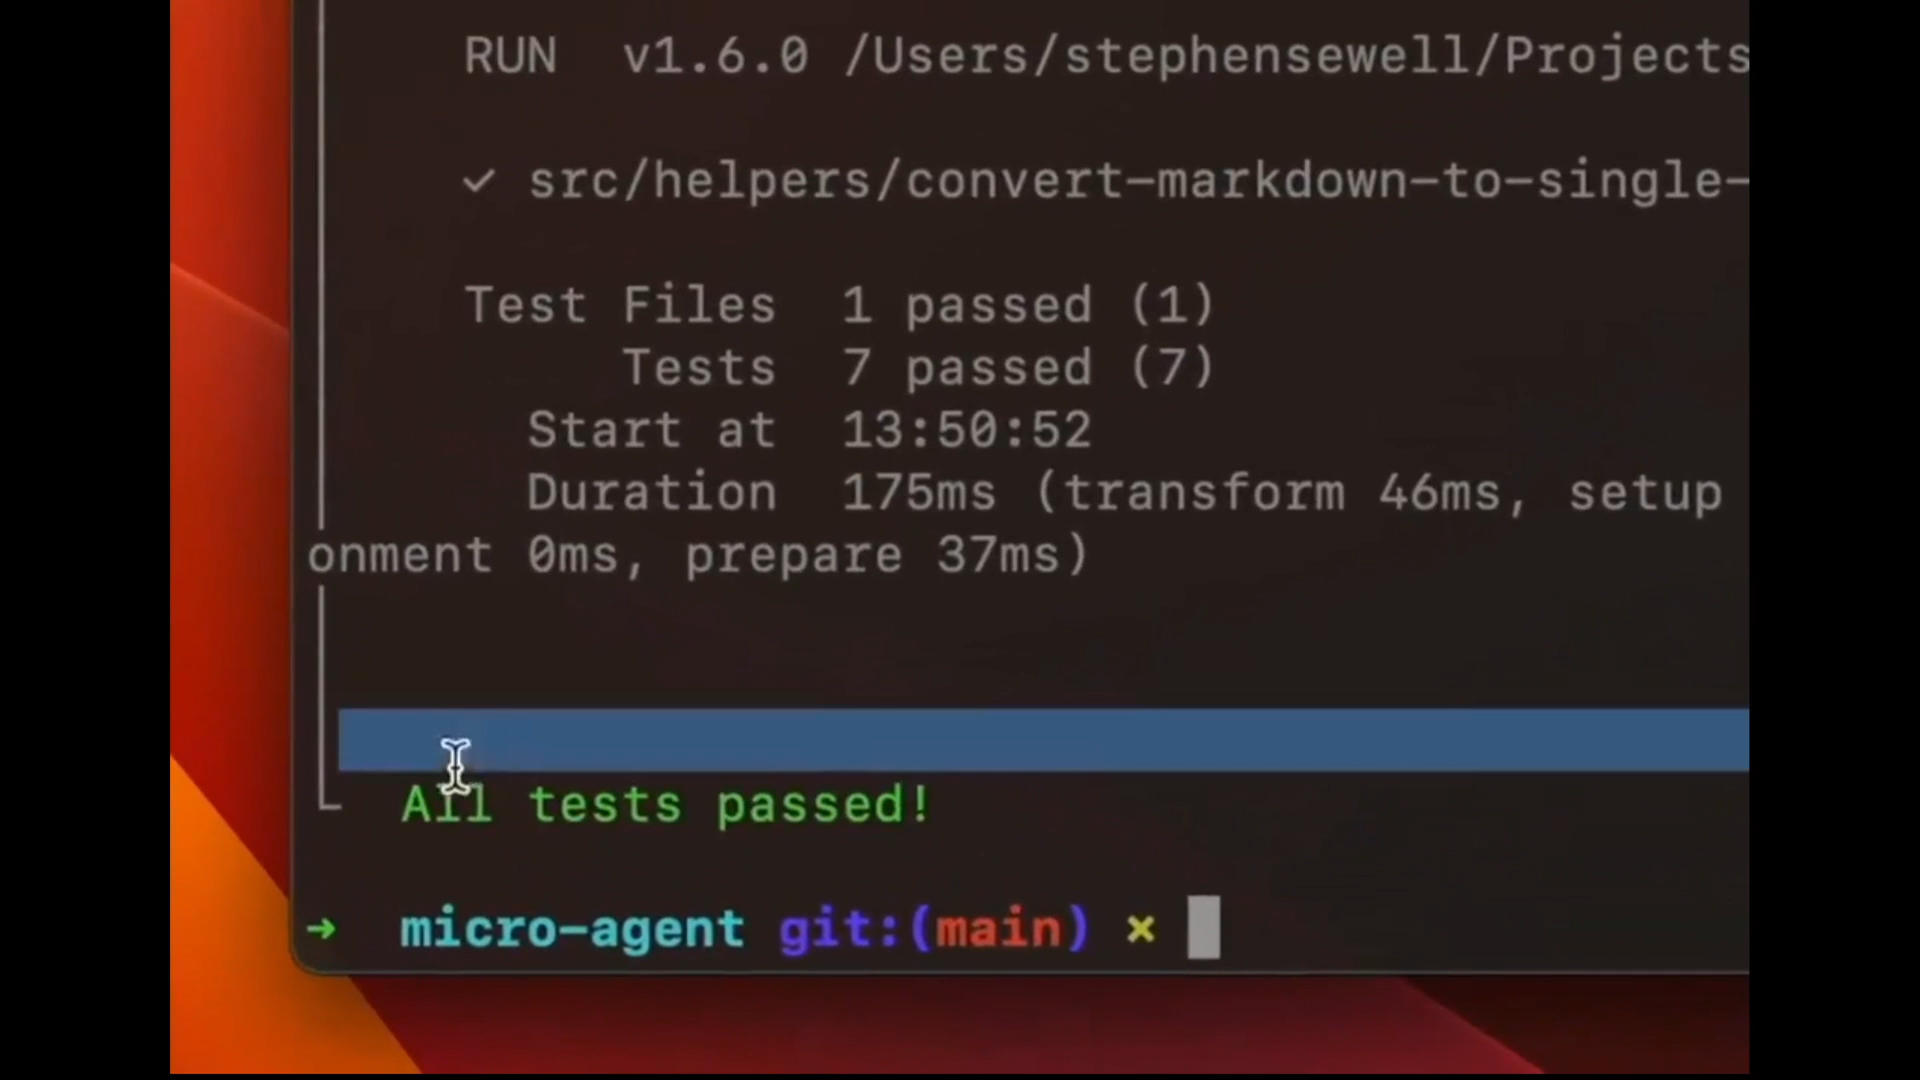 RUN v1.6.0 /Users/stephensewell/Projects
✓ src/helpers/convert-markdown-to-single-
Test Files 1 passed (1)
Tests 7 passed (7)
Start at 13:50:52
Duration 175ms (transform 46ms, setup
onment 0ms, prepare 37ms)
All tests passed!
→ micro-agent git:(main) ×